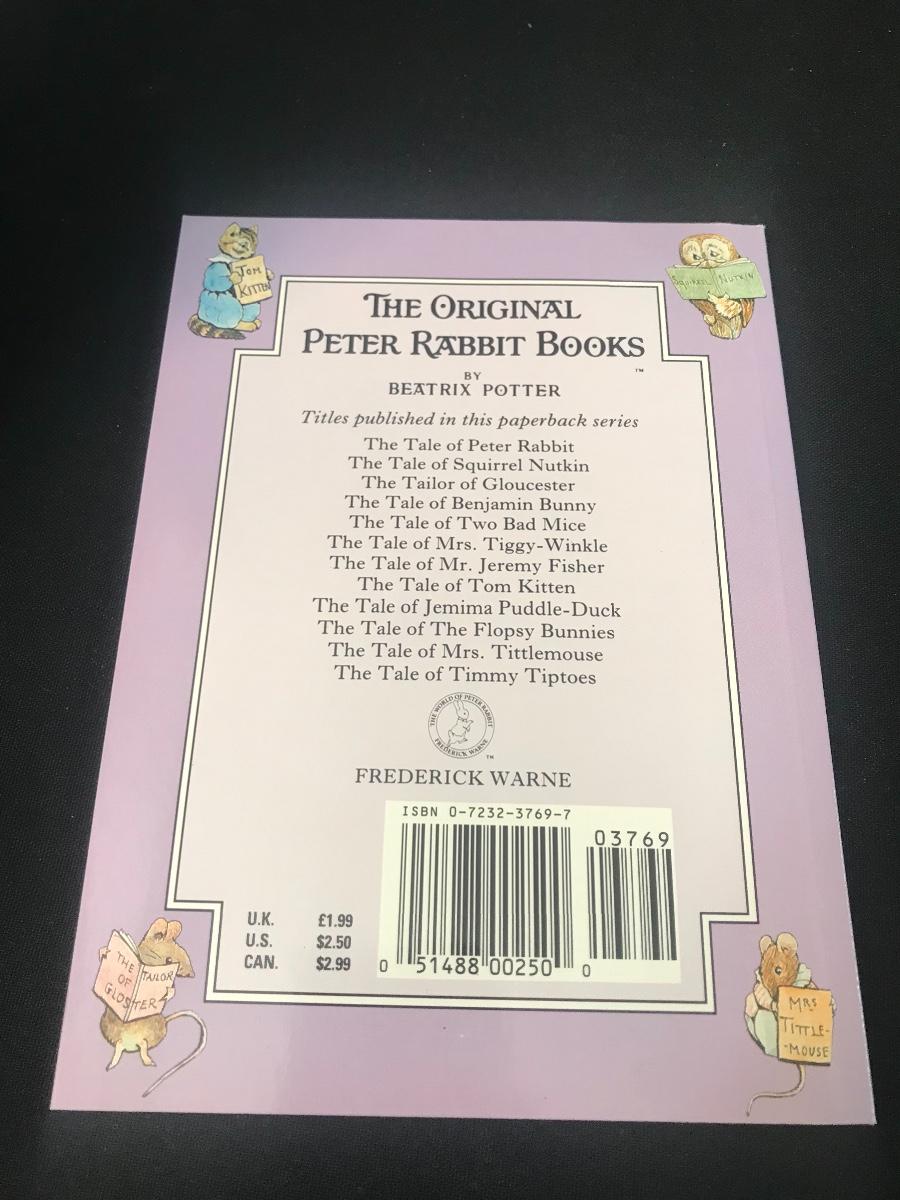 TOM
KITTEN
SQUIRREL NUTKIN
THE ORIGINAL
PETER RABBIT BOOKS™
BY
BEATRIX POTTER
Titles published in this paperback series
The Tale of Peter Rabbit
The Tale of Squirrel Nutkin
The Tailor of Gloucester
The Tale of Benjamin Bunny
The Tale of Two Bad Mice
The Tale of Mrs. Tiggy-Winkle
The Tale of Mr. Jeremy Fisher
The Tale of Tom Kitten
The Tale of Jemima Puddle-Duck
The Tale of The Flopsy Bunnies
The Tale of Mrs. Tittlemouse
The Tale of Timmy Tiptoes
THE WORLD OF PETER RABBIT
FREDERICK WARNE
™
FREDERICK WARNE
ISBN 0-7232-3769-7
03769
U.K. £1.99
U.S. $2.50
CAN. $2.99
0 51488 00250 0
THE TAILOR
OF
GLOSTER
MRS
TITTLE-
-MOUSE